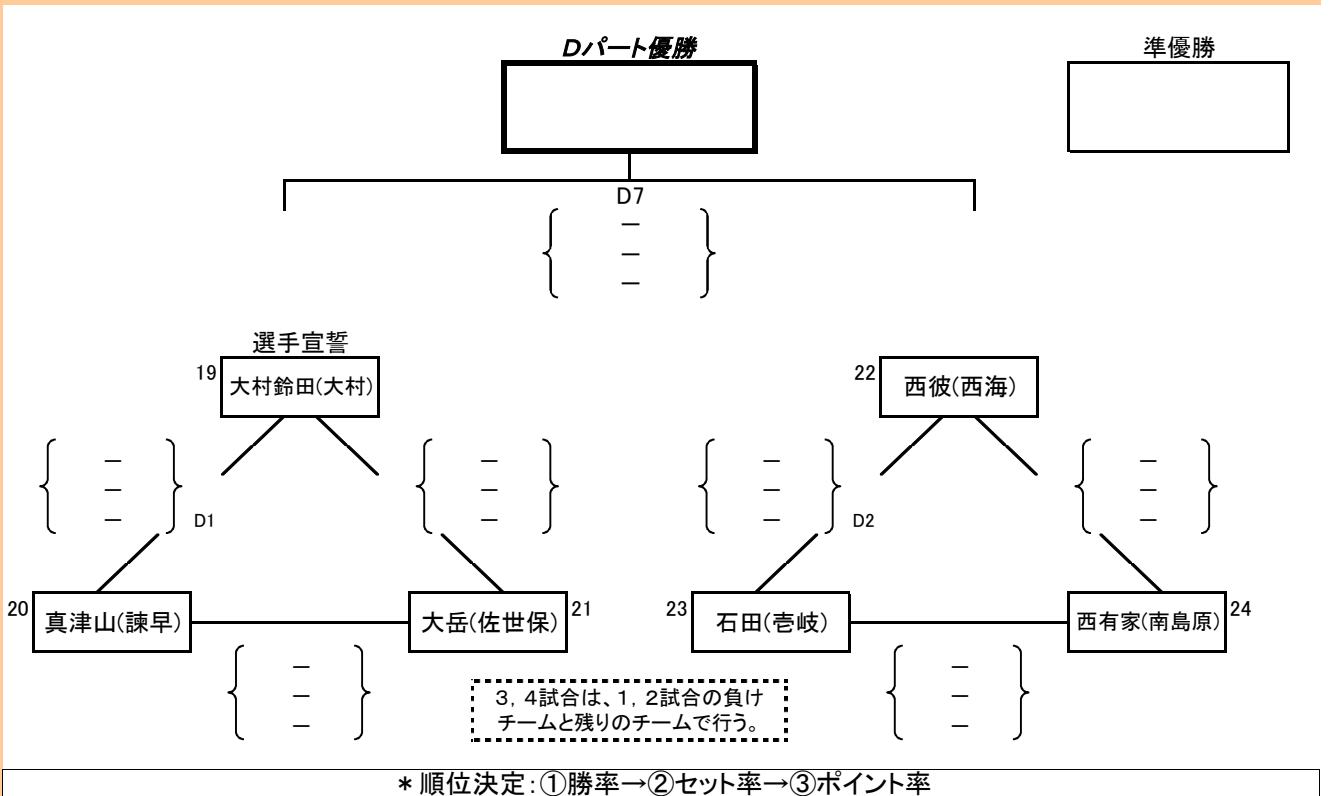 Dパート優勝
準優勝
D7
{ － }
{ － }
{ － }
選手宣誓
19 大村鈴田(大村)
22 西彼(西海)
{ － } { － } { － } { － }
{ － } { － } { － } { － }
{ － } D1 { － } { － } D2 { － }
20 真津山(諫早)
大岳(佐世保) 21
23 石田(壱岐)
西有家(南島原) 24
{ － } { － }
{ － } { － }
{ － } { － }
3，4試合は、1，2試合の負け
チームと残りのチームで行う。
＊順位決定：①勝率→②セット率→③ポイント率